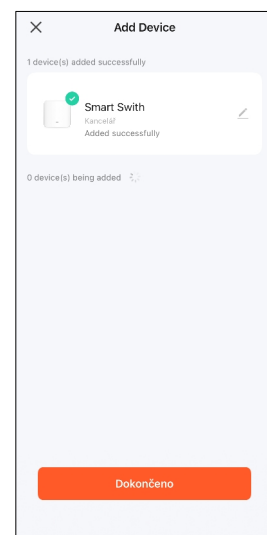 Add Device
1 device(s) added successfully
Smart Swith
Kancelář
Added successfully
0 device(s) being added
Dokončeno